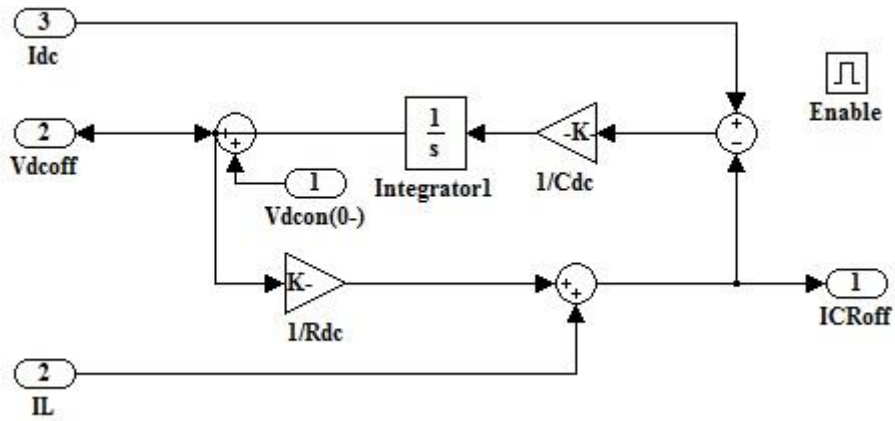 3
Idc
Enable
+
−
2
Vdcoff
+
+
1
s
Integrator1
-K-
1/Cdc
1
Vdcon(0-)
K-
1/Rdc
+
+
1
ICRoff
2
IL